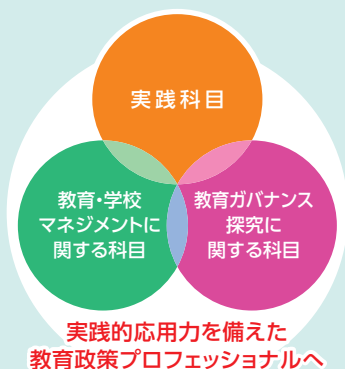 実践科目
教育・学校
マネジメントに
関する科目
教育ガバナンス
探究に
関する科目
実践的応用力を備えた
教育政策プロフェッショナルへ